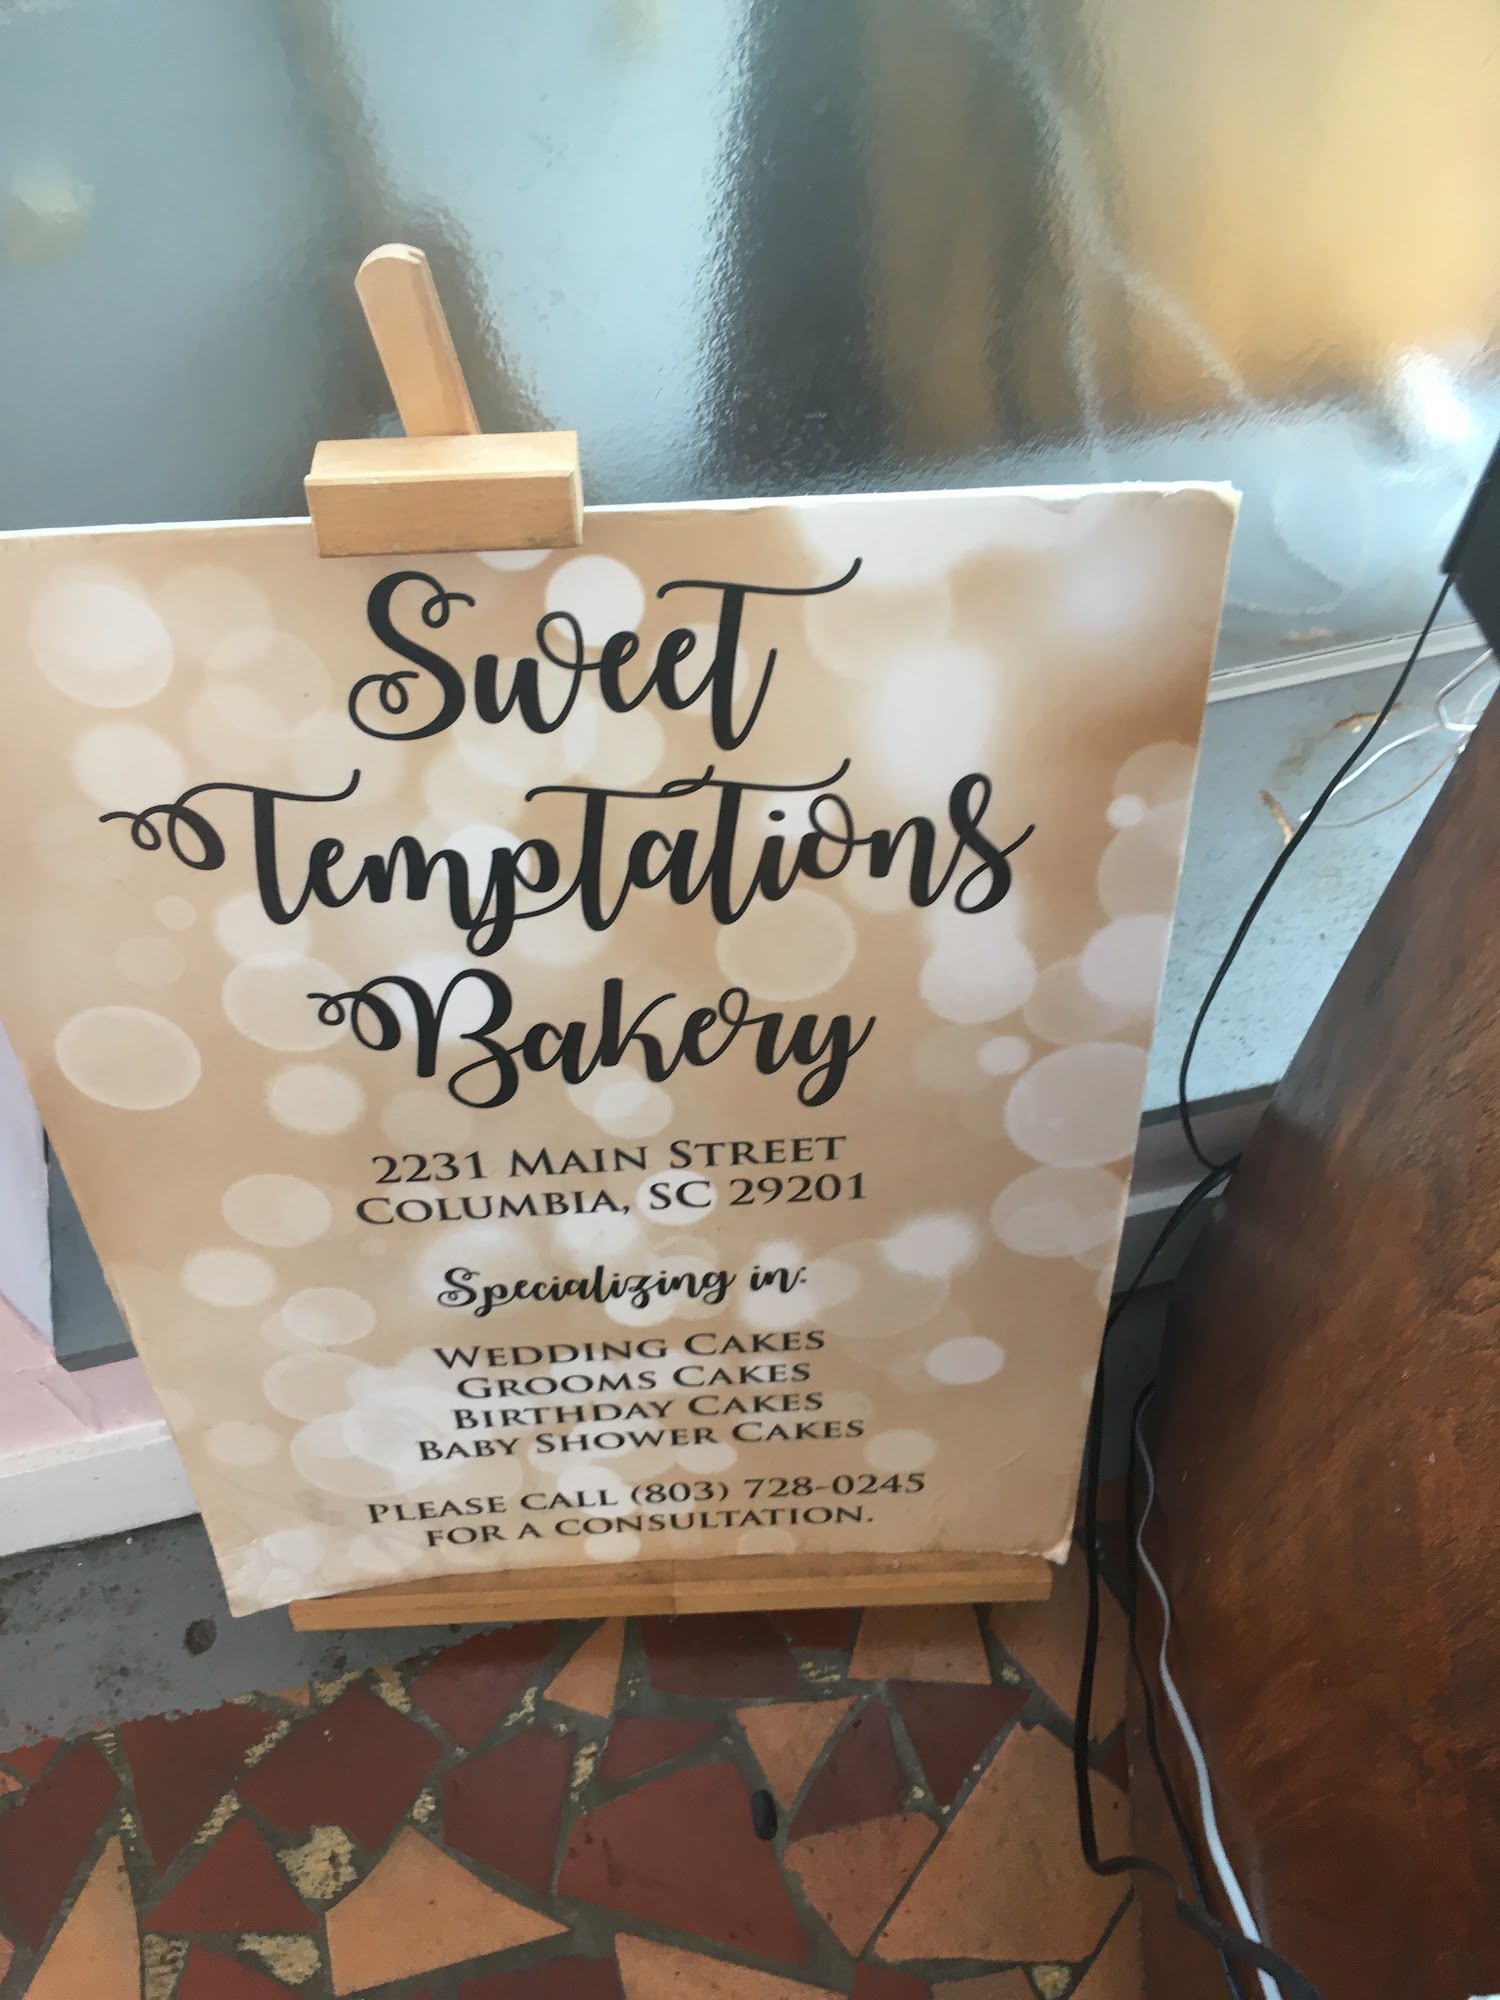 Sweet
Temptations
Bakery
2231 Main Street
Columbia, SC 29201
Specializing in:
Wedding Cakes
Grooms Cakes
Birthday Cakes
Baby Shower Cakes
Please call (803) 728-0245
for a consultation.